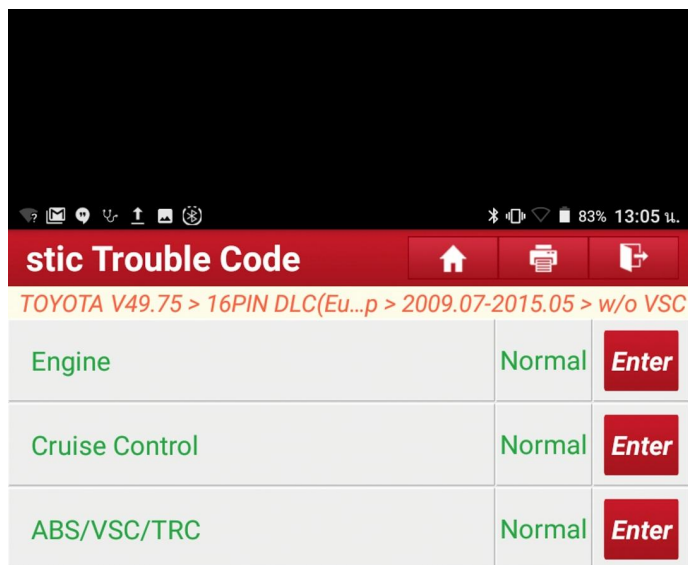 83% 13:05 น.
stic Trouble Code
TOYOTA V49.75 > 16PIN DLC(Eu...p > 2009.07-2015.05 > w/o VSC
Engine Normal Enter
Cruise Control Normal Enter
ABS/VSC/TRC Normal Enter